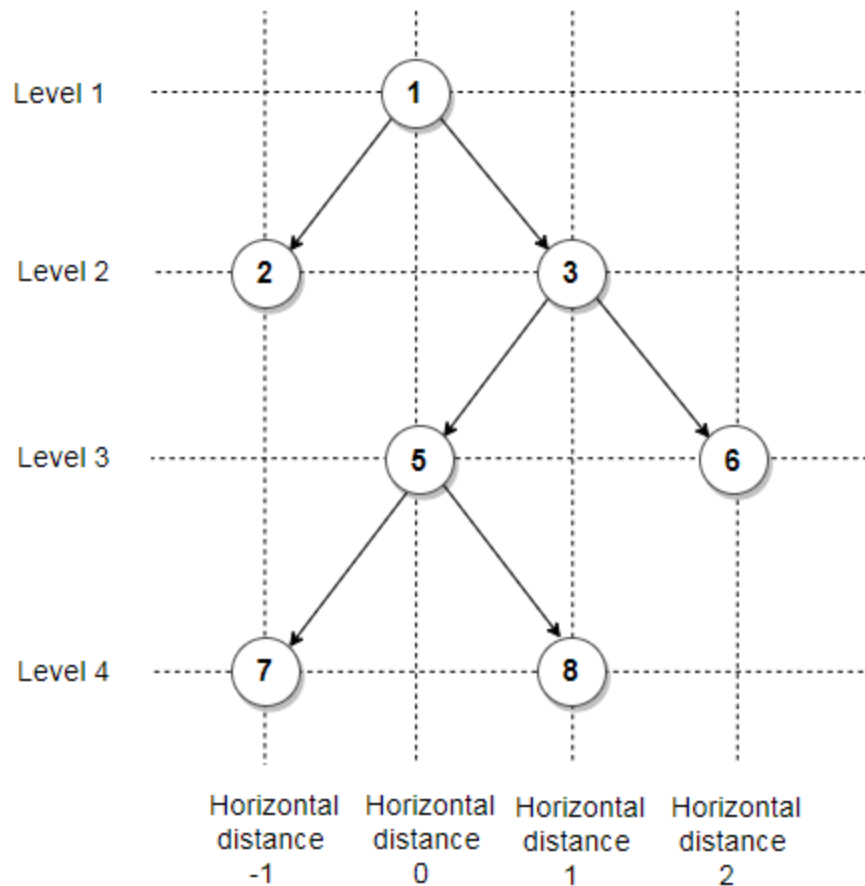 Level 1
1
Level 2
2
3
Level 3
5
6
Level 4
7
8
Horizontal distance -1
Horizontal distance 0
Horizontal distance 1
Horizontal distance 2